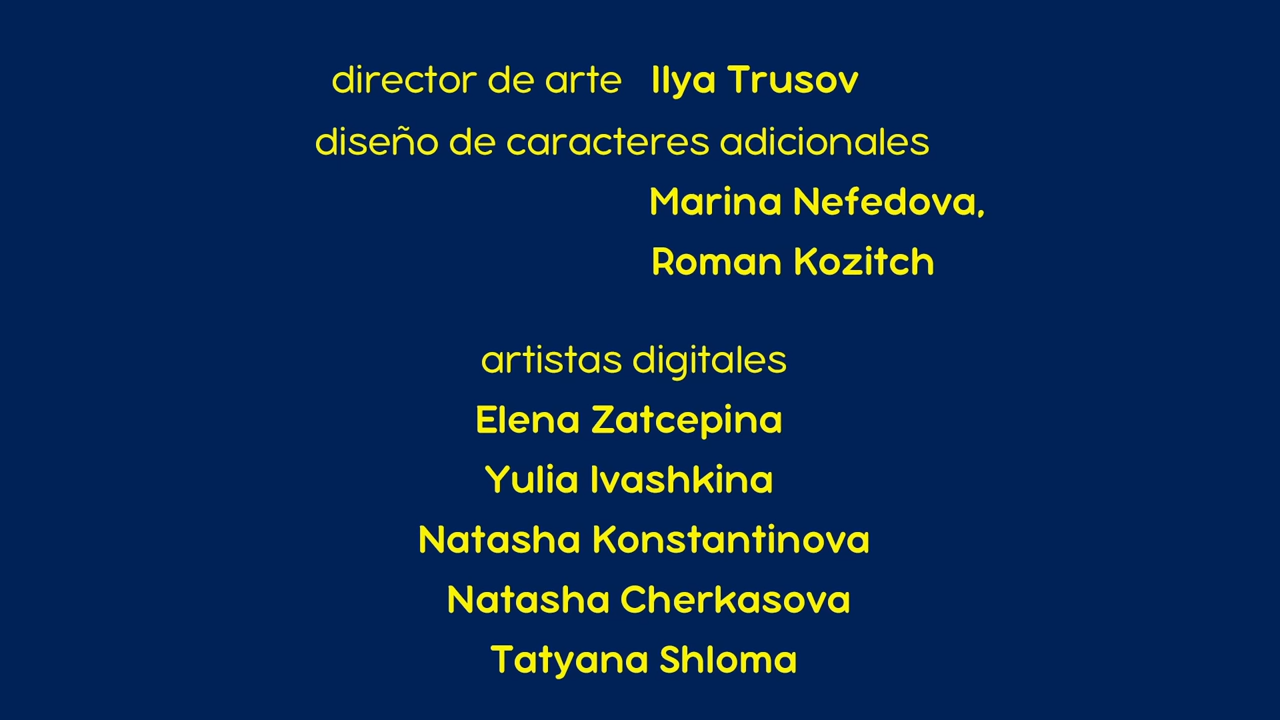 director de arte Ilya Trusov
diseño de caracteres adicionales
Marina Nefedova,
Roman Kozitch
artistas digitales
Elena Zatcepina
Yulia Ivashkina
Natasha Konstantinova
Natasha Cherkasova
Tatyana Shloma